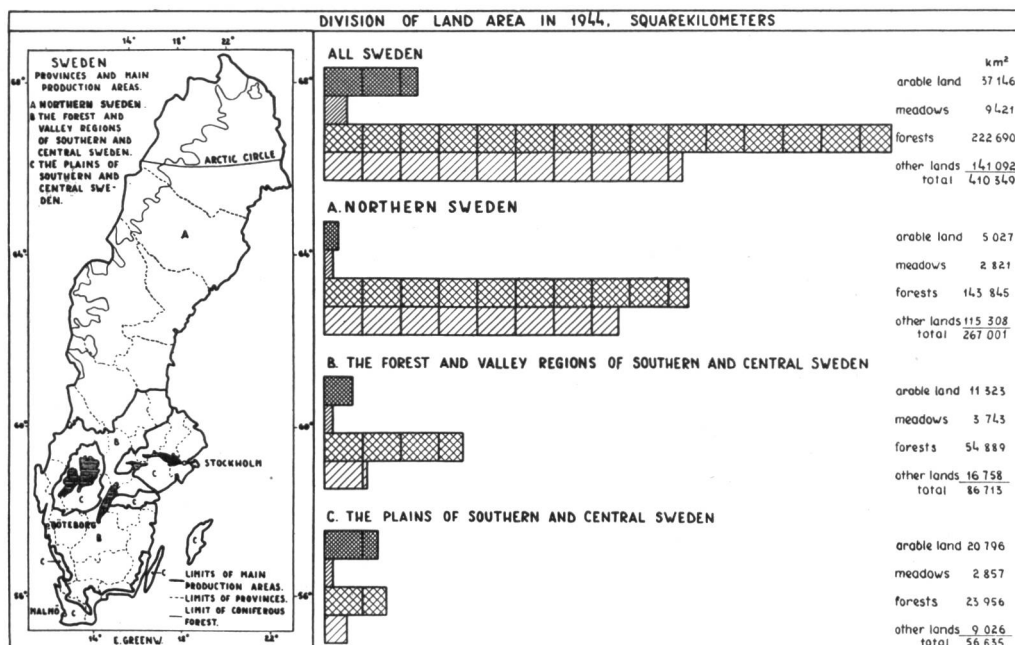 DIVISION OF LAND AREA IN 1944, SQUAREKILOMETERS
14° 18° 22°
SWEDEN
PROVINCES AND MAIN
PRODUCTION AREAS.
A NORTHERN SWEDEN.
B THE FOREST AND
VALLEY REGIONS
OF SOUTHERN AND
CENTRAL SWEDEN.
C THE PLAINS OF
SOUTHERN AND
CENTRAL SWE-
DEN.
68°
68°
ARCTIC CIRCLE
A
64°
64°
60°
60°
B
STOCKHOLM
C
C
C
GÖTEBORG
B
C
C
C
LIMITS OF MAIN
PRODUCTION AREAS.
LIMITS OF PROVINCES.
LIMIT OF CONIFEROUS
FOREST.
56°
56°
MALMÖ
C
14° 18° 22°
E.GREENW.
ALL SWEDEN
km²
arable land 37 146
meadows 9 421
forests 222 690
other lands 141 092
total 410 349
A. NORTHERN SWEDEN
arable land 5 027
meadows 2 821
forests 143 845
other lands 115 308
total 267 001
B. THE FOREST AND VALLEY REGIONS OF SOUTHERN AND CENTRAL SWEDEN
arable land 11 323
meadows 3 743
forests 54 889
other lands 16 758
total 86 713
C. THE PLAINS OF SOUTHERN AND CENTRAL SWEDEN
arable land 20 796
meadows 2 857
forests 23 956
other lands 9 026
total 56 635